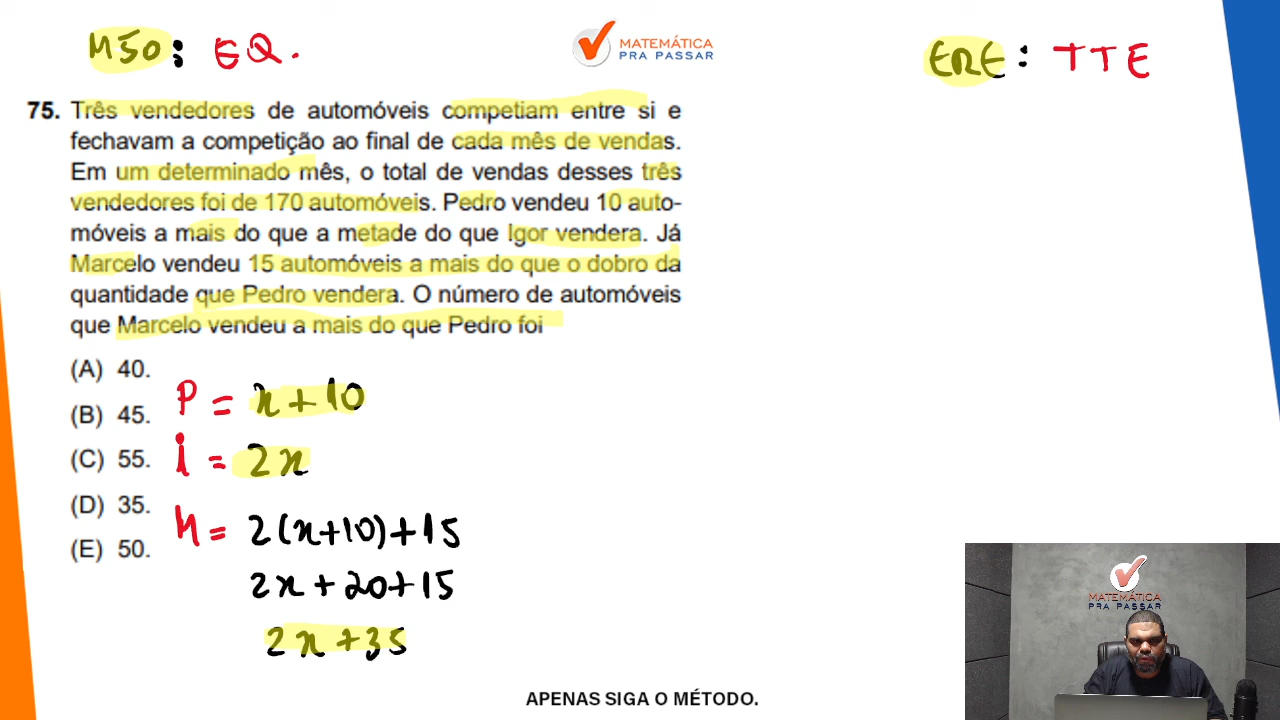 M50: EQ.
MATEMÁTICA
PRA PASSAR
ERE: TTE
75. Três vendedores de automóveis competiam entre si e
fechavam a competição ao final de cada mês de vendas.
Em um determinado mês, o total de vendas desses três
vendedores foi de 170 automóveis. Pedro vendeu 10 auto-
móveis a mais do que a metade do que Igor vendera. Já
Marcelo vendeu 15 automóveis a mais do que o dobro da
quantidade que Pedro vendera. O número de automóveis
que Marcelo vendeu a mais do que Pedro foi
(A) 40.
(B) 45.
(C) 55.
(D) 35.
(E) 50.
P = x+10
i = 2x
M = 2(x+10)+15
2x+20+15
2x+35
MATEMÁTICA
PRA PASSAR
APENAS SIGA O MÉTODO.